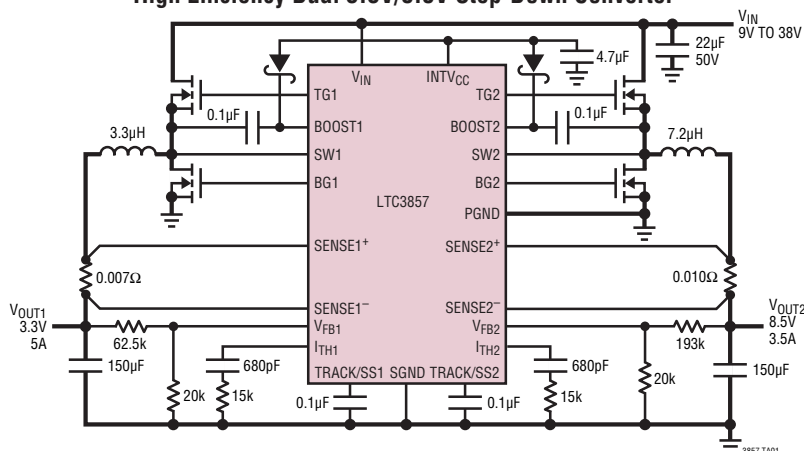 High Efficiency Dual Step-Down Converter
VIN
9V TO 38V
22µF
50V
4.7µF
VIN
INTVCC
TG1
TG2
0.1µF
BOOST1
BOOST2
0.1µF
3.3µH
SW1
SW2
7.2µH
BG1
BG2
LTC3857
PGND
SENSE1+
SENSE2+
0.007Ω
0.010Ω
SENSE1−
SENSE2−
VOUT1
3.3V
5A
VOUT2
8.5V
3.5A
VFB1
VFB2
62.5k
193k
ITH1
ITH2
150µF
680pF
680pF
150µF
TRACK/SS1
SGND
TRACK/SS2
20k
15k
0.1µF
0.1µF
15k
20k
3857 TA01